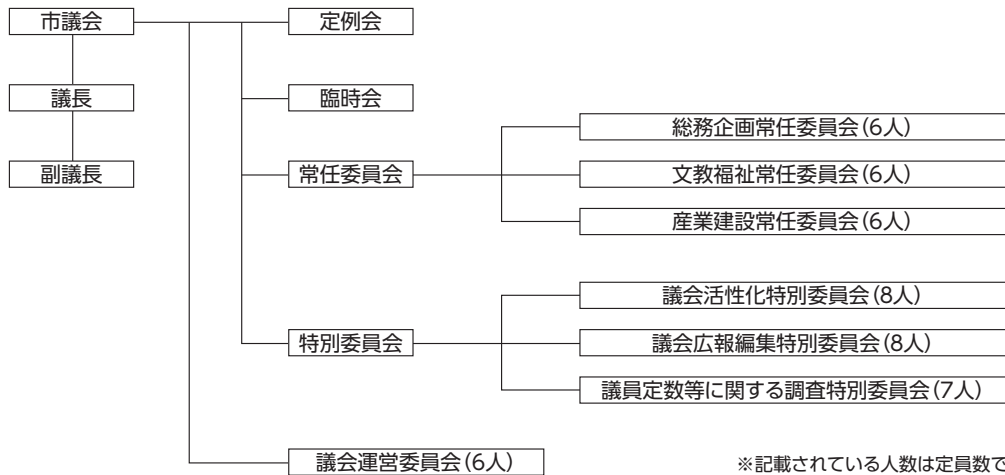 市議会
定例会
議長
臨時会
総務企画常任委員会(6人)
副議長
常任委員会
文教福祉常任委員会(6人)
産業建設常任委員会(6人)
議会活性化特別委員会(8人)
特別委員会
議会広報編集特別委員会(8人)
議員定数等に関する調査特別委員会(7人)
議会運営委員会(6人)
※記載されている人数は定員数で